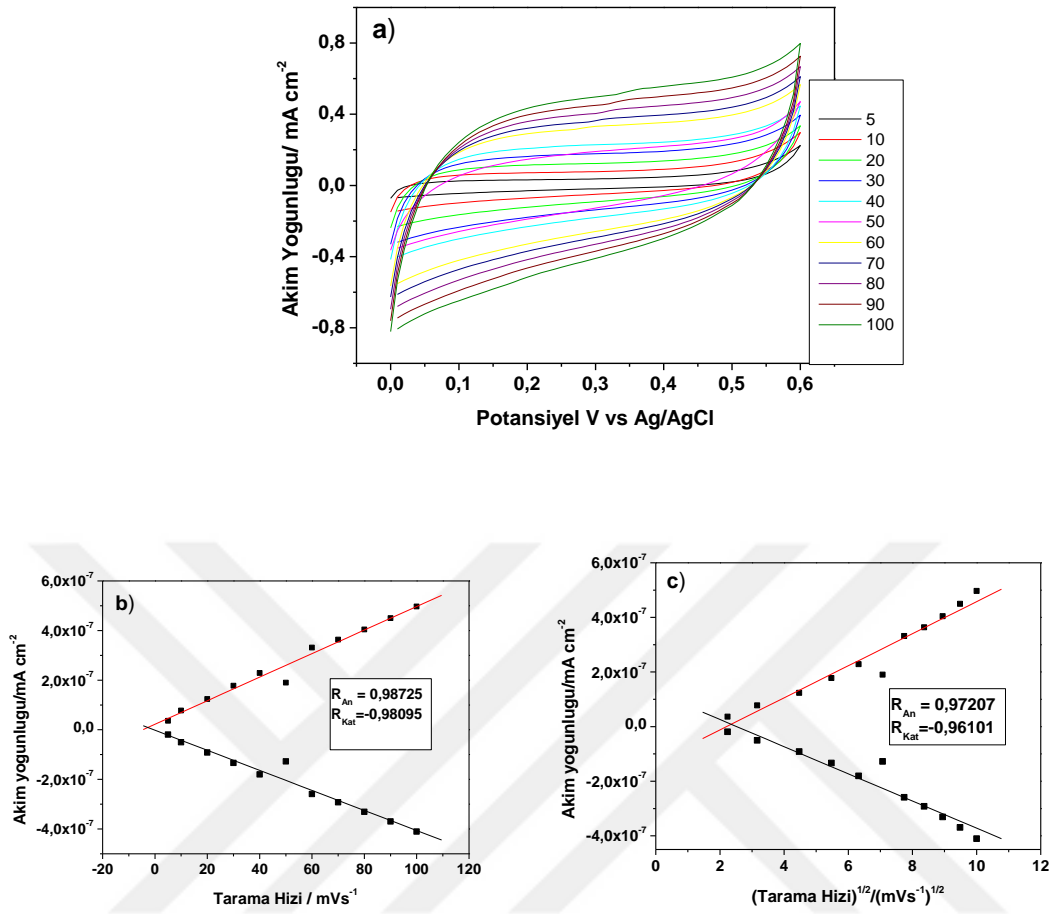 a)
0,8
0,4
0,0
-0,4
-0,8
Akim Yogunlugu/ mA cm-2
0,0 0,1 0,2 0,3 0,4 0,5 0,6
Potansiyel V vs Ag/AgCl
5
10
20
30
40
50
60
70
80
90
100
b)
6,0x10-7
4,0x10-7
2,0x10-7
0,0
-2,0x10-7
-4,0x10-7
Akim yogunlugu/mA cm-2
RAn = 0,98725
RKat=-0,98095
-20 0 20 40 60 80 100 120
Tarama Hizi / mVs-1
c)
6,0x10-7
4,0x10-7
2,0x10-7
0,0
-2,0x10-7
-4,0x10-7
Akim yogunlugu/mA cm-2
RAn = 0,97207
RKat=-0,96101
0 2 4 6 8 10 12
(Tarama Hizi)1/2/(mVs-1)1/2